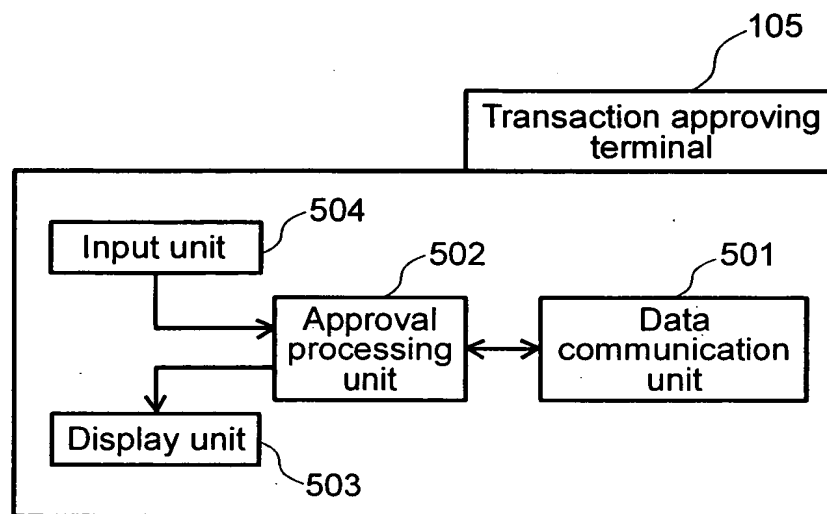 105
Transaction approving
terminal
504
Input unit
502
501
Approval
processing
unit
Data
communication
unit
Display unit
503